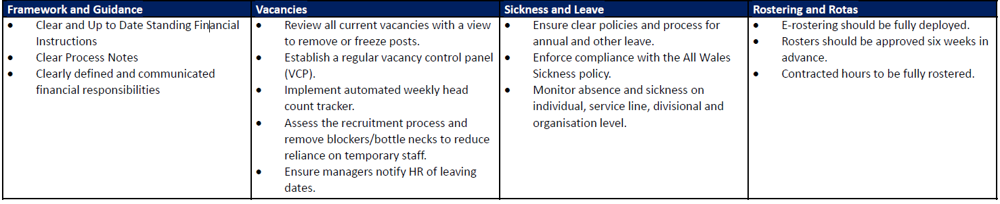 Framework and Guidance
• Clear and Up to Date Standing Financial
Instructions
• Clear Process Notes
• Clearly defined and communicated
financial responsibilities
Vacancies
• Review all current vacancies with a view
to remove or freeze posts.
• Establish a regular vacancy control panel
(VCP).
• Implement automated weekly head
count tracker.
• Assess the recruitment process and
remove blockers/bottle necks to reduce
reliance on temporary staff.
• Ensure managers notify HR of leaving
dates.
Sickness and Leave
• Ensure clear policies and process for
annual and other leave.
• Enforce compliance with the All Wales
Sickness policy.
• Monitor absence and sickness on
individual, service line, divisional and
organisation level.
Rostering and Rotas
• E-rostering should be fully deployed.
• Rosters should be approved six weeks in
advance.
• Contracted hours to be fully rostered.